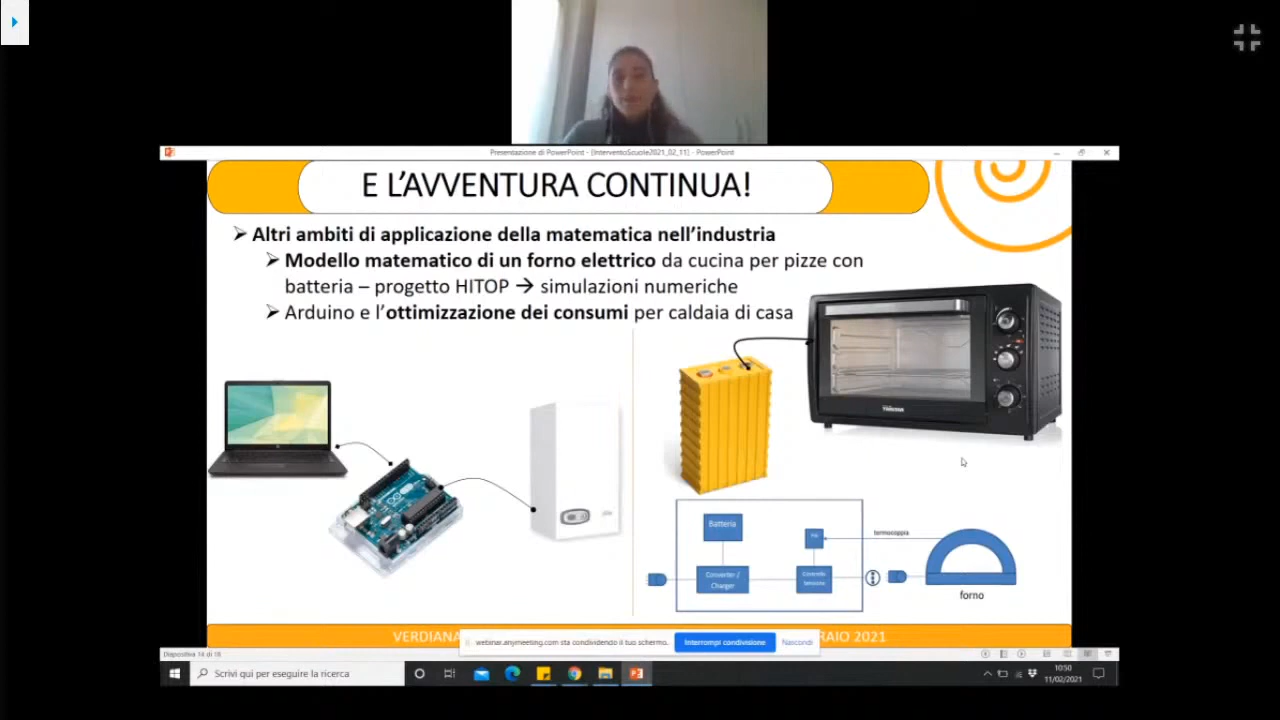 Presentazione di PowerPoint - [InterventoScuole2021_02_11] - PowerPoint
E L'AVVENTURA CONTINUA!
Altri ambiti di applicazione della matematica nell'industria
Modello matematico di un forno elettrico da cucina per pizze con
batteria – progetto HITOP → simulazioni numeriche
Arduino e l'ottimizzazione dei consumi per caldaia di casa
Batteria
termocoppia
Converter /
Charger
Controllo
tensione
forno
VERDIANA
RAIO 2021
webinar.anymeeting.com sta condividendo il tuo schermo.
Interrompi condivisione
Nascondi
Diapositiva 14 di 18
Scrivi qui per eseguire la ricerca
10:50
11/02/2021